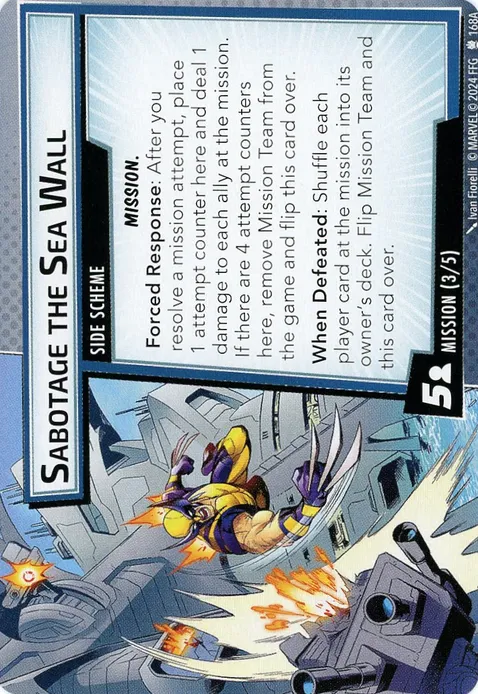 SABOTAGE THE SEA WALL
SIDE SCHEME
MISSION.
Forced Response: After you
resolve a mission attempt, place
1 attempt counter here and deal 1
damage to each ally at the mission.
If there are 4 attempt counters
here, remove Mission Team from
the game and flip this card over.
When Defeated: Shuffle each
player card at the mission into its
owner's deck. Flip Mission Team and
this card over.
5
MISSION (3/5)
Ivan Fiorelli © MARVEL © 2024 FFG 168A